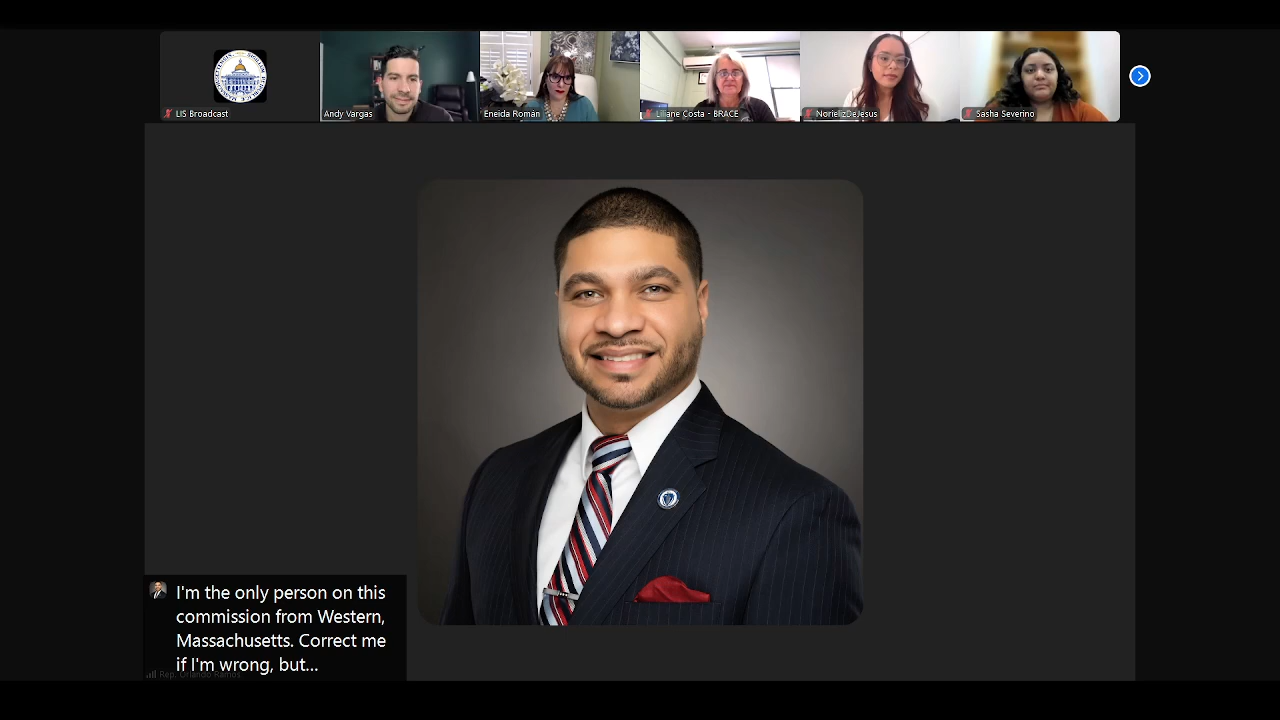 LIS Broadcast
Andy Vargas
Eneida Román
Liliane Costa - BRACE
NorielizDeJesus
Sasha Severino
I'm the only person on this
commission from Western,
Massachusetts. Correct me
if I'm wrong, but...
Rep. Orlando Ramos